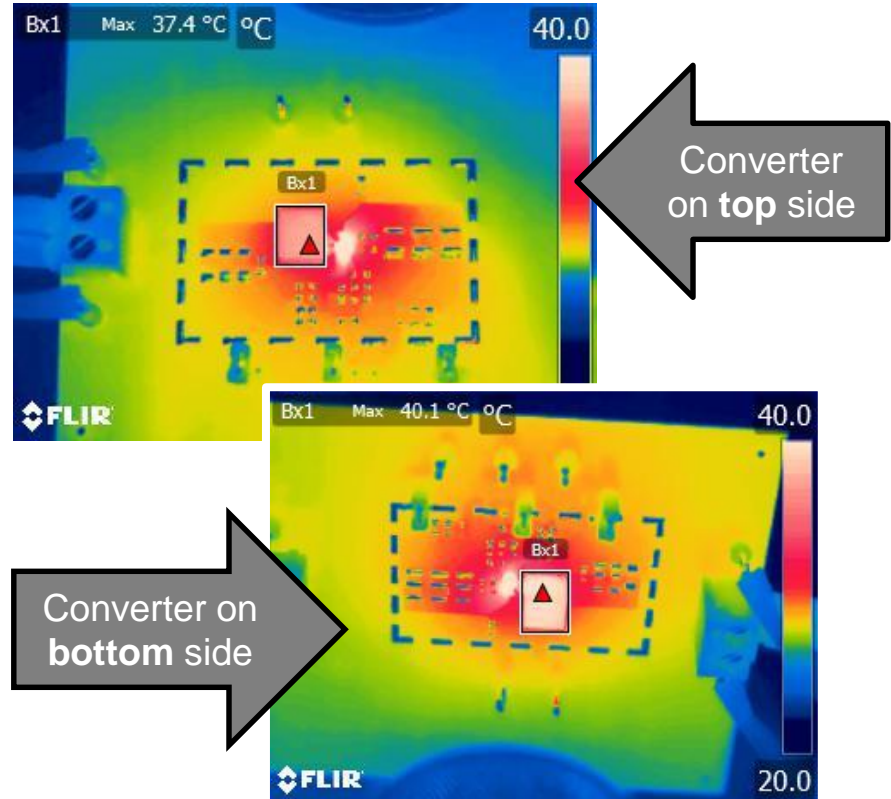 Bx1 Max 37.4 °C °C 40.0
Converter
on top side
Bx1
FLIR
Bx1 Max 40.1 °C °C 40.0
Bx1
Converter on
bottom side
FLIR
20.0